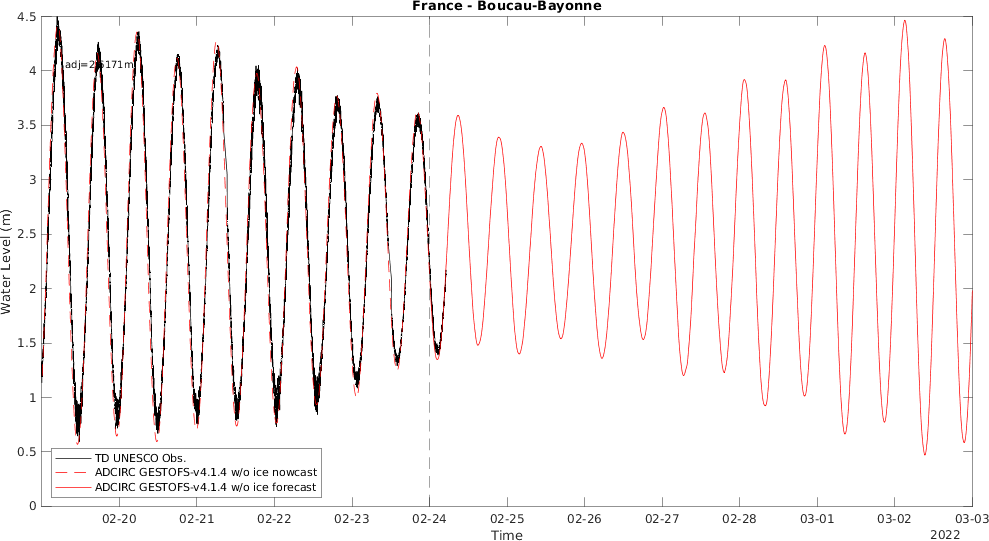 France - Boucau-Bayonne
4.5
4
3.5
3
2.5
2
1.5
1
0.5
0
Water Level (m)
TD UNESCO Obs.
ADCIRC GESTOFS-v4.1.4 w/o ice nowcast
ADCIRC GESTOFS-v4.1.4 w/o ice forecast
02-20 02-21 02-22 02-23 02-24 02-25 02-26 02-27 02-28 03-01 03-02 03-03
Time
2022